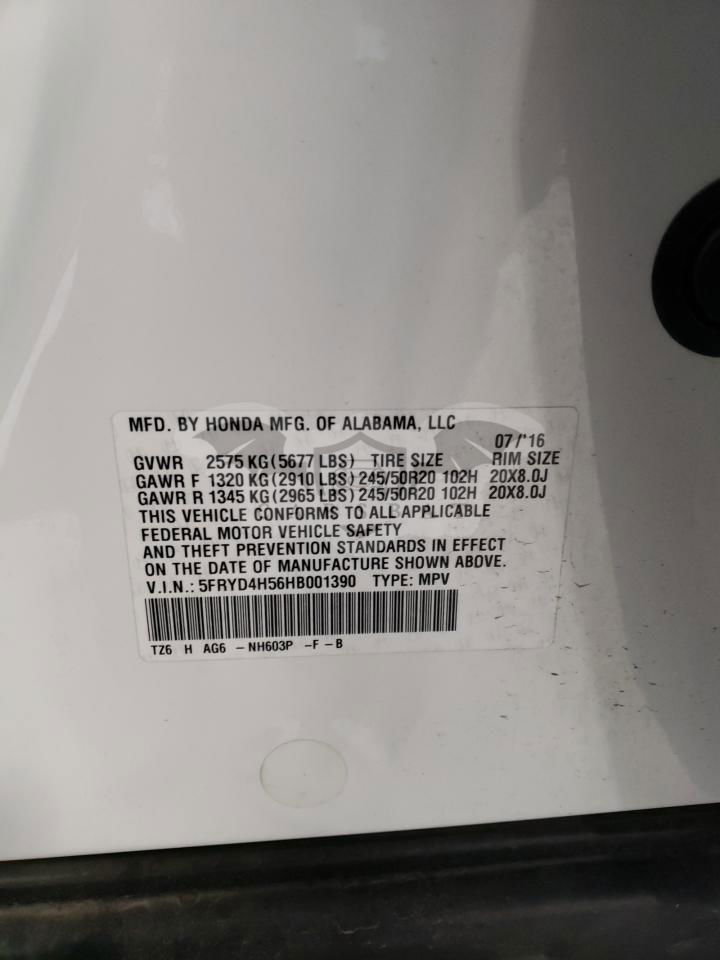 MFD. BY HONDA MFG. OF ALABAMA, LLC
07/'16
GVWR 2575 KG(5677 LBS) TIRE SIZE RIM SIZE
GAWR F 1320 KG(2910 LBS)245/50R20 102H 20X8.0J
GAWR R 1345 KG(2965 LBS)245/50R20 102H 20X8.0J
THIS VEHICLE CONFORMS TO ALL APPLICABLE
FEDERAL MOTOR VEHICLE SAFETY
AND THEFT PREVENTION STANDARDS IN EFFECT
ON THE DATE OF MANUFACTURE SHOWN ABOVE.
V.I.N.: 5FRYD4H56HB001390 TYPE: MPV
TZ6 H AG6 -NH603P -F-B